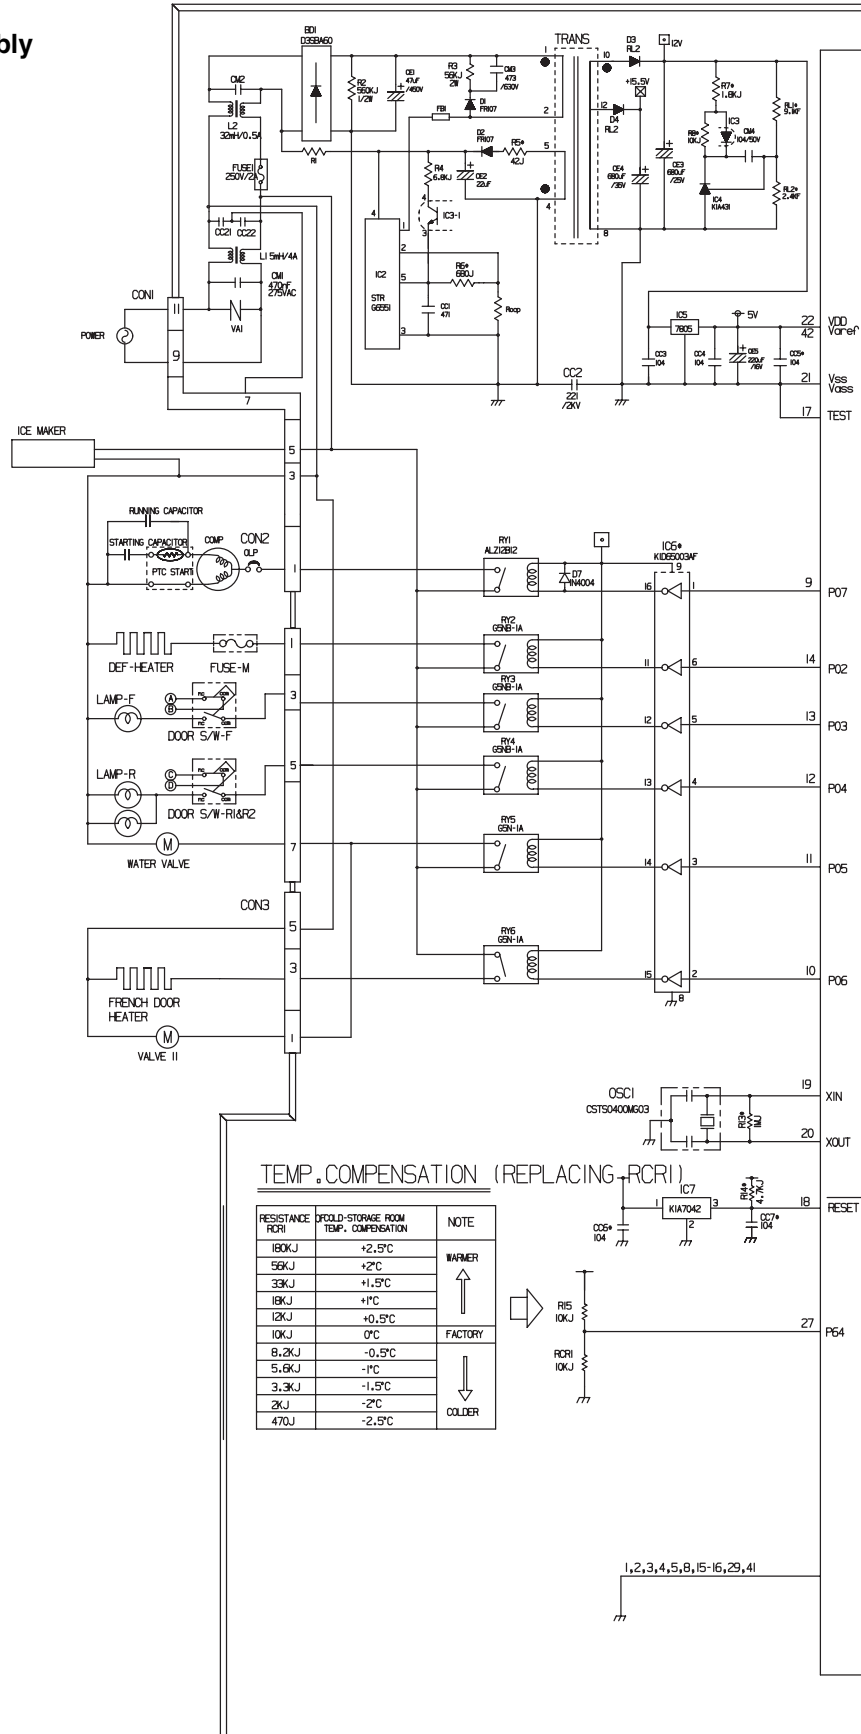 bly
BD1
D3SBA60
CM2
L2
32mH/0.5A
FUSE1
250V/2A
CC21 CC22
L1 5mH/4A
CM1
470nF
275VAC
VA1
CON1
11
9
7
POWER
R2
560KJ
1/2W
CE1
47uF
/450V
R3
56KJ
2W
CM3
473
/630V
D1
FR107
FB1
D2
FR107
R5*
42J
R1
R4
6.8KJ
CE2
22uF
IC3-1
4
3
4
1
2
5
3
IC2
STR
G6551
R6*
680J
CC1
471
Rocp
TRANS
1
2
5
4
10
12
8
D3
RL2
12V
+15.5V
D4
RL2
CE4
680uF
/35V
CE3
680uF
/25V
R7*
1.8KJ
R8*
10KJ
IC3
CM4
104/50V
IC4
KIA431
RL1*
9.1KF
RL2*
2.4KF
CC2
221
/2KV
IC5
7805
5V
CC3
104
CC4
104
CE5
220uF
/16V
CC5*
104
22 VDD
42 Varef
21 Vss
Vass
17 TEST
ICE MAKER
5
3
RUNNING CAPACITOR
STARTING CAPACITOR
PTC START
COMP
CON2
OLP
1
RY1
ALZ12B12
D7
1N4004
IC6*
KID65003AF
9
16 1
9 P07
DEF-HEATER
FUSE-M
1
RY2
G5NB-1A
11 6
14 P02
LAMP-F
A
B
DOOR S/W-F
3
RY3
G5NB-1A
12 5
13 P03
LAMP-R
C
D
DOOR S/W-R1&R2
5
RY4
G5NB-1A
13 4
12 P04
M
WATER VALVE
7
RY5
G5N-1A
14 3
11 P05
CON3
5
3
1
FRENCH DOOR
HEATER
RY6
G5N-1A
15 2
8
10 P06
M
VALVE II
OSC1
CSTS0400MG03
R13*
1MJ
19 XIN
20 XOUT
TEMP.COMPENSATION (REPLACING RCR1)
IC7
KIA7042
1 3
2
CC6*
104
R14*
4.7KJ
CC7*
104
18 RESET
RESISTANCE
RCR1
OFCOLD-STORAGE ROOM
TEMP. COMPENSATION
NOTE
180KJ +2.5°C
56KJ +2°C
33KJ +1.5°C
18KJ +1°C
12KJ +0.5°C
10KJ 0°C
8.2KJ -0.5°C
5.6KJ -1°C
3.3KJ -1.5°C
2KJ -2°C
470J -2.5°C
WARMER
FACTORY
COLDER
R15
10KJ
RCR1
10KJ
27 P64
1,2,3,4,5,8,15-16,29,41